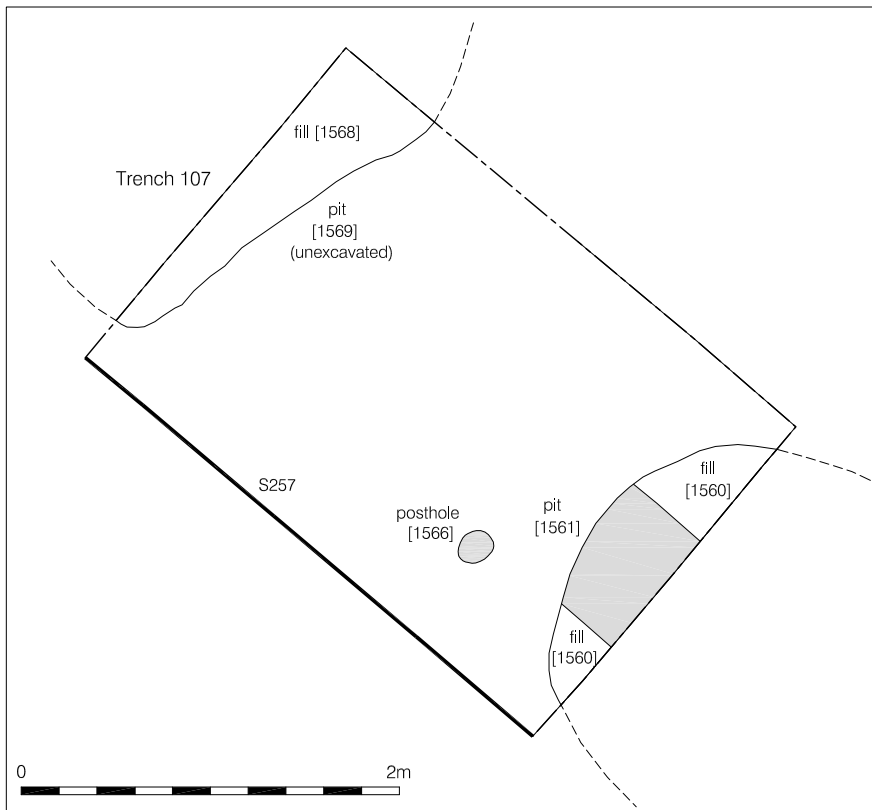 fill [1568]
Trench 107
pit
[1569]
(unexcavated)
S257
fill
[1560]
posthole
[1566]
pit
[1561]
fill
[1560]
0
2m